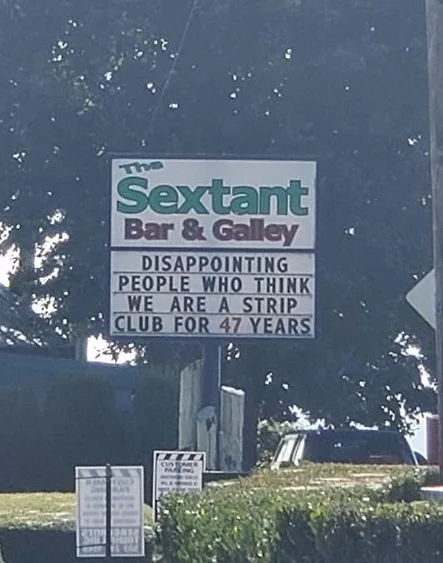 The
Sextant
Bar & Galley
DISAPPOINTING
PEOPLE WHO THINK
WE ARE A STRIP
CLUB FOR 47 YEARS
CUSTOMER
PARKING